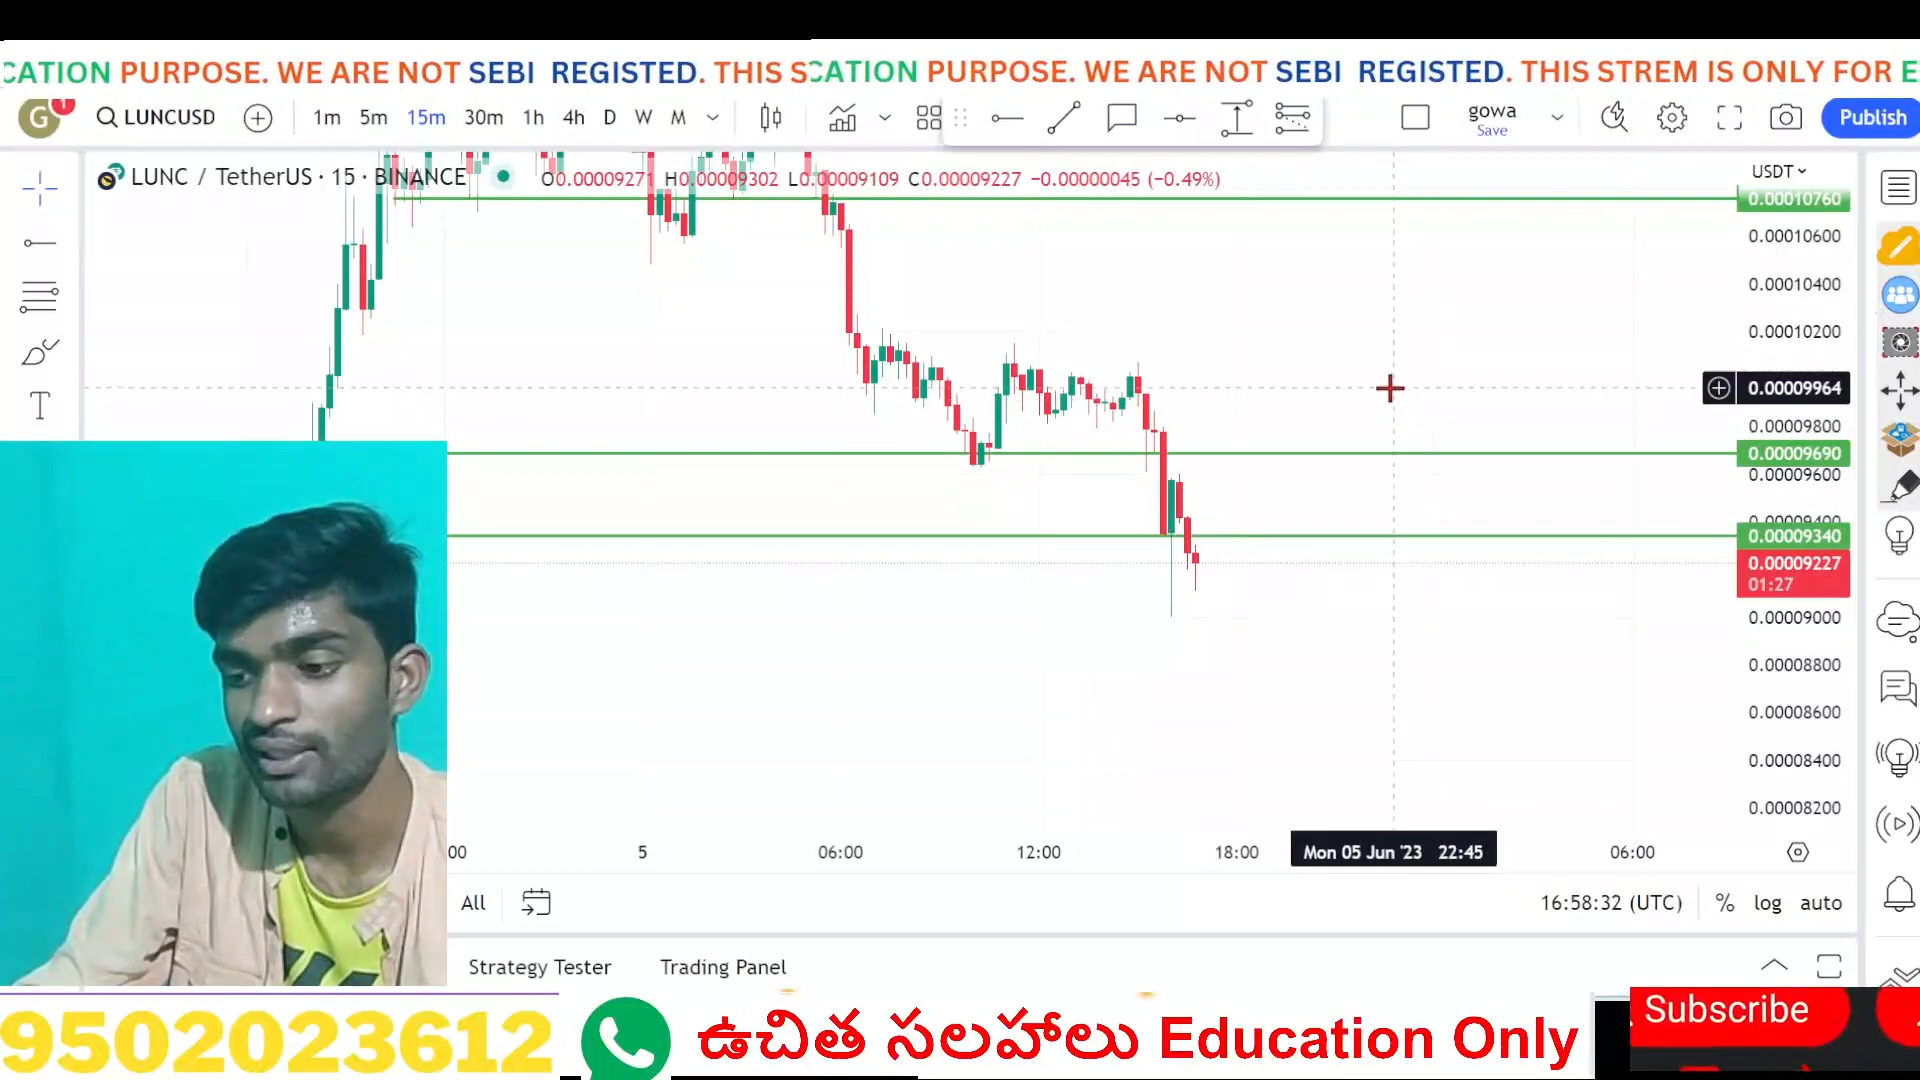 CATION PURPOSE. WE ARE NOT SEBI REGISTED. THIS S
CATION PURPOSE. WE ARE NOT SEBI REGISTED. THIS STREM IS ONLY FOR E
G 1 LUNCUSD 1m 5m 15m 30m 1h 4h D W M gowa Save Publish
LUNC / TetherUS · 15 · BINANCE O0.00009271 H0.00009302 L0.00009109 C0.00009227 −0.00000045 (−0.49%)
USDT
0.00010760
0.00010600
0.00010400
0.00010200
0.00009964
0.00009800
0.00009690
0.00009600
0.00009400
0.00009340
0.00009227
01:27
0.00009000
0.00008800
0.00008600
0.00008400
0.00008200
00 5 06:00 12:00 18:00 Mon 05 Jun '23 22:45 06:00
All 16:58:32 (UTC) % log auto
Strategy Tester Trading Panel
9502023612 ఉచిత సలహాలు Education Only
Subscribe